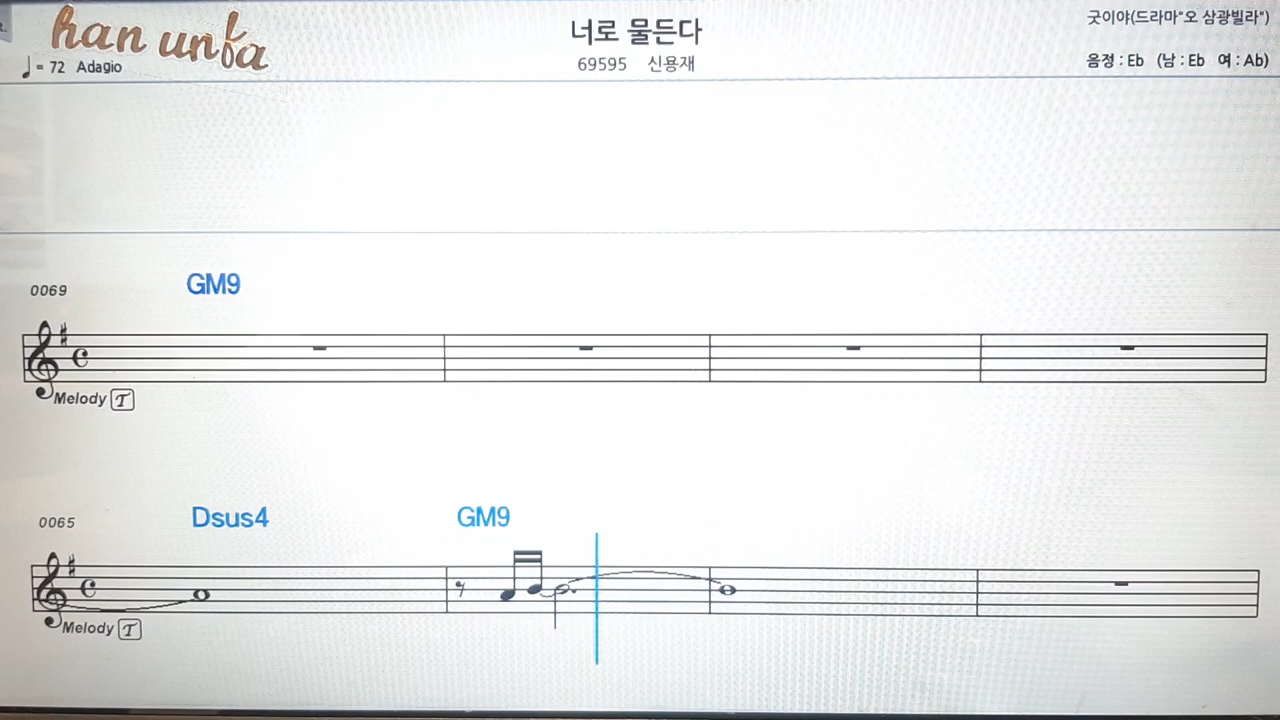 han unfa
♩ = 72 Adagio
너로 물든다
69595 신용재
굿이야(드라마"오 삼광빌라")
음정 : Eb (남 : Eb 여 : Ab)
0069
GM9
Melody T
0065
Dsus4 GM9
Melody T